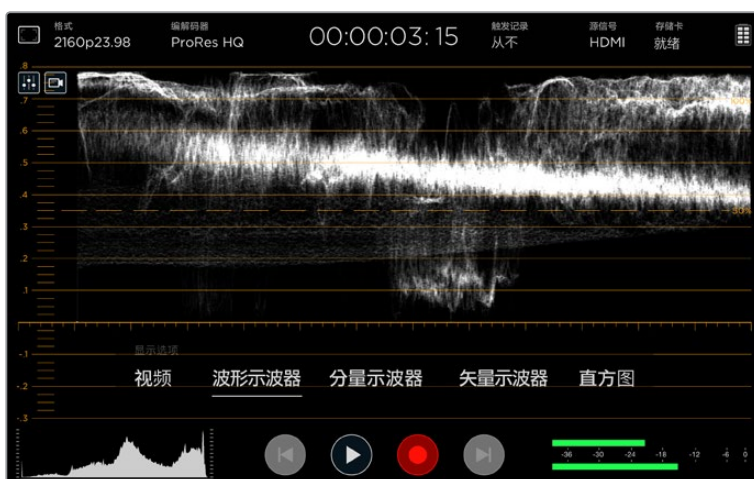 格式
2160p23.98
编解码器
ProRes HQ
00:00:03:15
触发记录
从不
源信号
HDMI
存储卡
就绪
.8
.7
100%
.6
.5
.4
50%
.3
.2
.1
-.1
-.2
-.3
显示选项
视频 波形示波器 分量示波器 矢量示波器 直方图
-36 -30 -24 -18 -12 -6 0